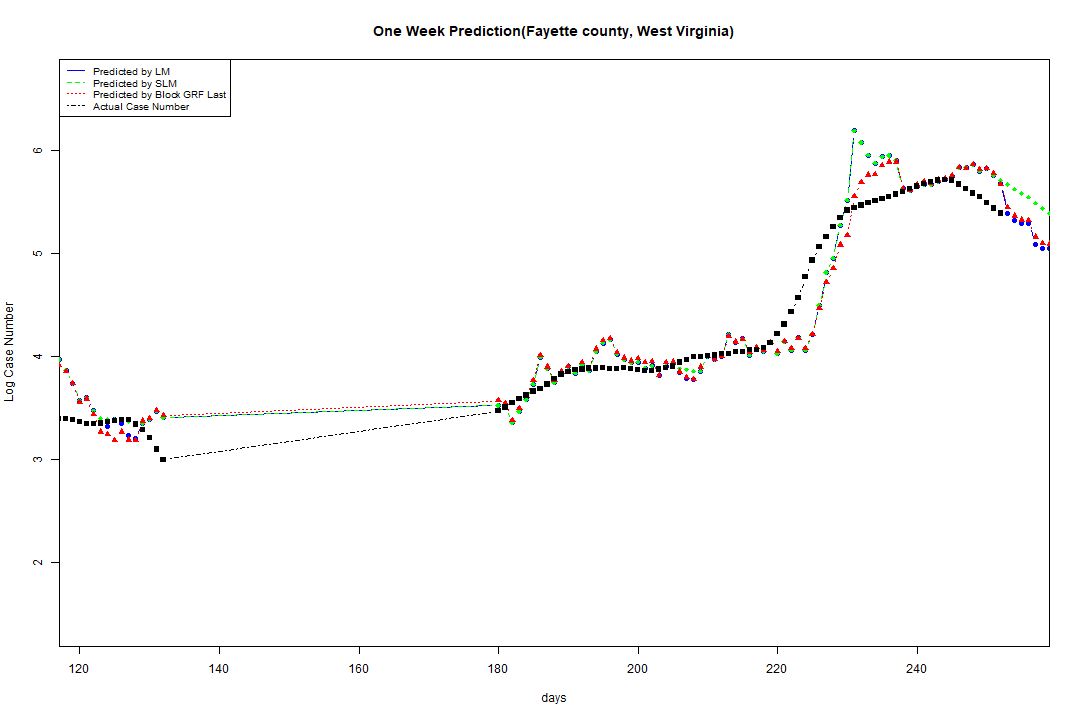 One Week Prediction(Fayette county, West Virginia)
Predicted by LM
Predicted by SLM
Predicted by Block GRF Last
Actual Case Number
6
5
4
3
2
Log Case Number
120 140 160 180 200 220 240
days